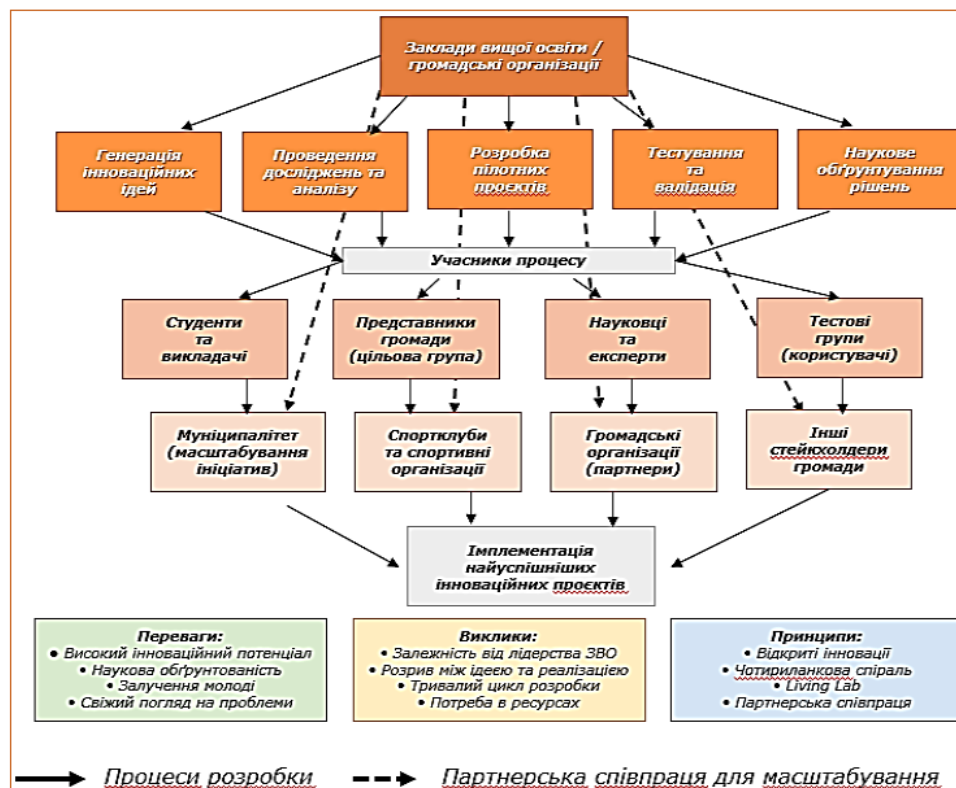 Заклади вищої освіти /
громадські організації
Генерація
інноваційних
ідей
Проведення
досліджень та
аналізу
Розробка
пілотних
проєктів
Тестування
та
валідація
Наукове
обґрунтування
рішень
Учасники процесу
Студенти
та
викладачі
Представники
громади
(цільова група)
Науковці
та
експерти
Тестові
групи
(користувачі)
Муніципалітет
(масштабування
ініціатив)
Спортклуби
та спортивні
організації
Громадські
організації
(партнери)
Інші
стейкхолдери
громади
Імплементація
найуспішніших
інноваційних проєктів
Переваги:
• Високий інноваційний потенціал
• Наукова обґрунтованість
• Залучення молоді
• Свіжий погляд на проблеми
Виклики:
• Залежність від лідерства ЗВО
• Розрив між ідеєю та реалізацією
• Тривалий цикл розробки
• Потреба в ресурсах
Принципи:
• Відкриті інновації
• Чотириланкова спіраль
• Living Lab
• Партнерська співпраця
Процеси розробки
Партнерська співпраця для масштабування